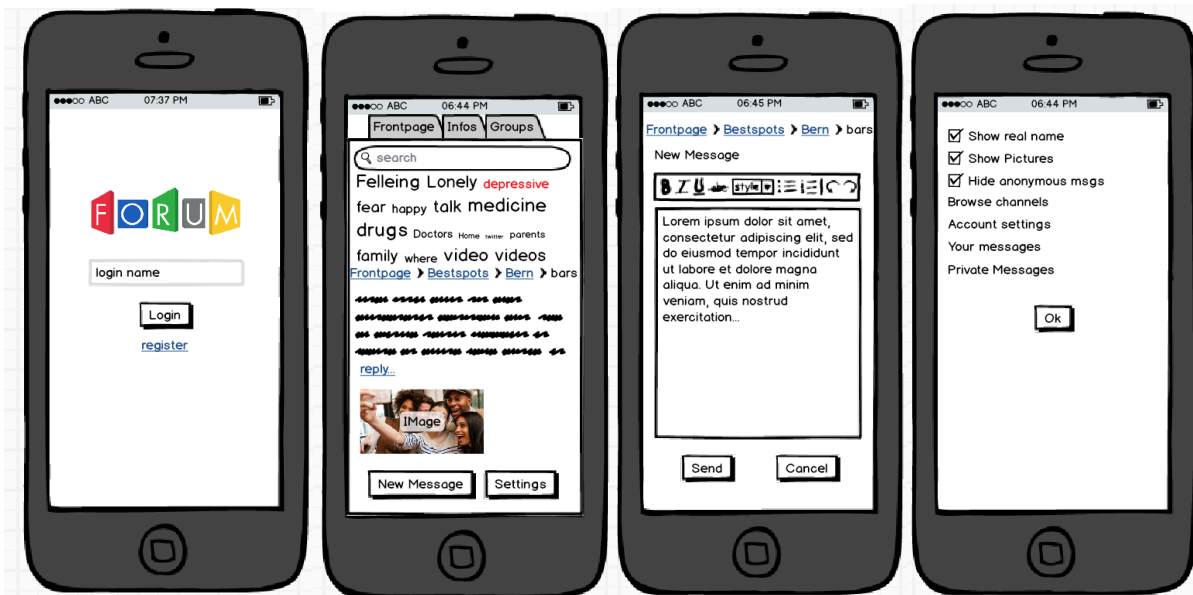 ABC 07:37 PM
FORUM
login name
Login
register
ABC 06:44 PM
Frontpage Infos Groups
search
Felleing Lonely depressive
fear happy talk medicine
drugs Doctors Home twitter parents
family where video videos
Frontpage > Bestspots > Bern > bars
reply...
IMage
New Message Settings
ABC 06:45 PM
Frontpage > Bestspots > Bern > bars
New Message
B I U abc style
Lorem ipsum dolor sit amet,
consectetur adipiscing elit, sed
do eiusmod tempor incididunt
ut labore et dolore magna
aliqua. Ut enim ad minim
veniam, quis nostrud
exercitation...
Send Cancel
ABC 06:44 PM
Show real name
Show Pictures
Hide anonymous msgs
Browse channels
Account settings
Your messages
Private Messages
Ok